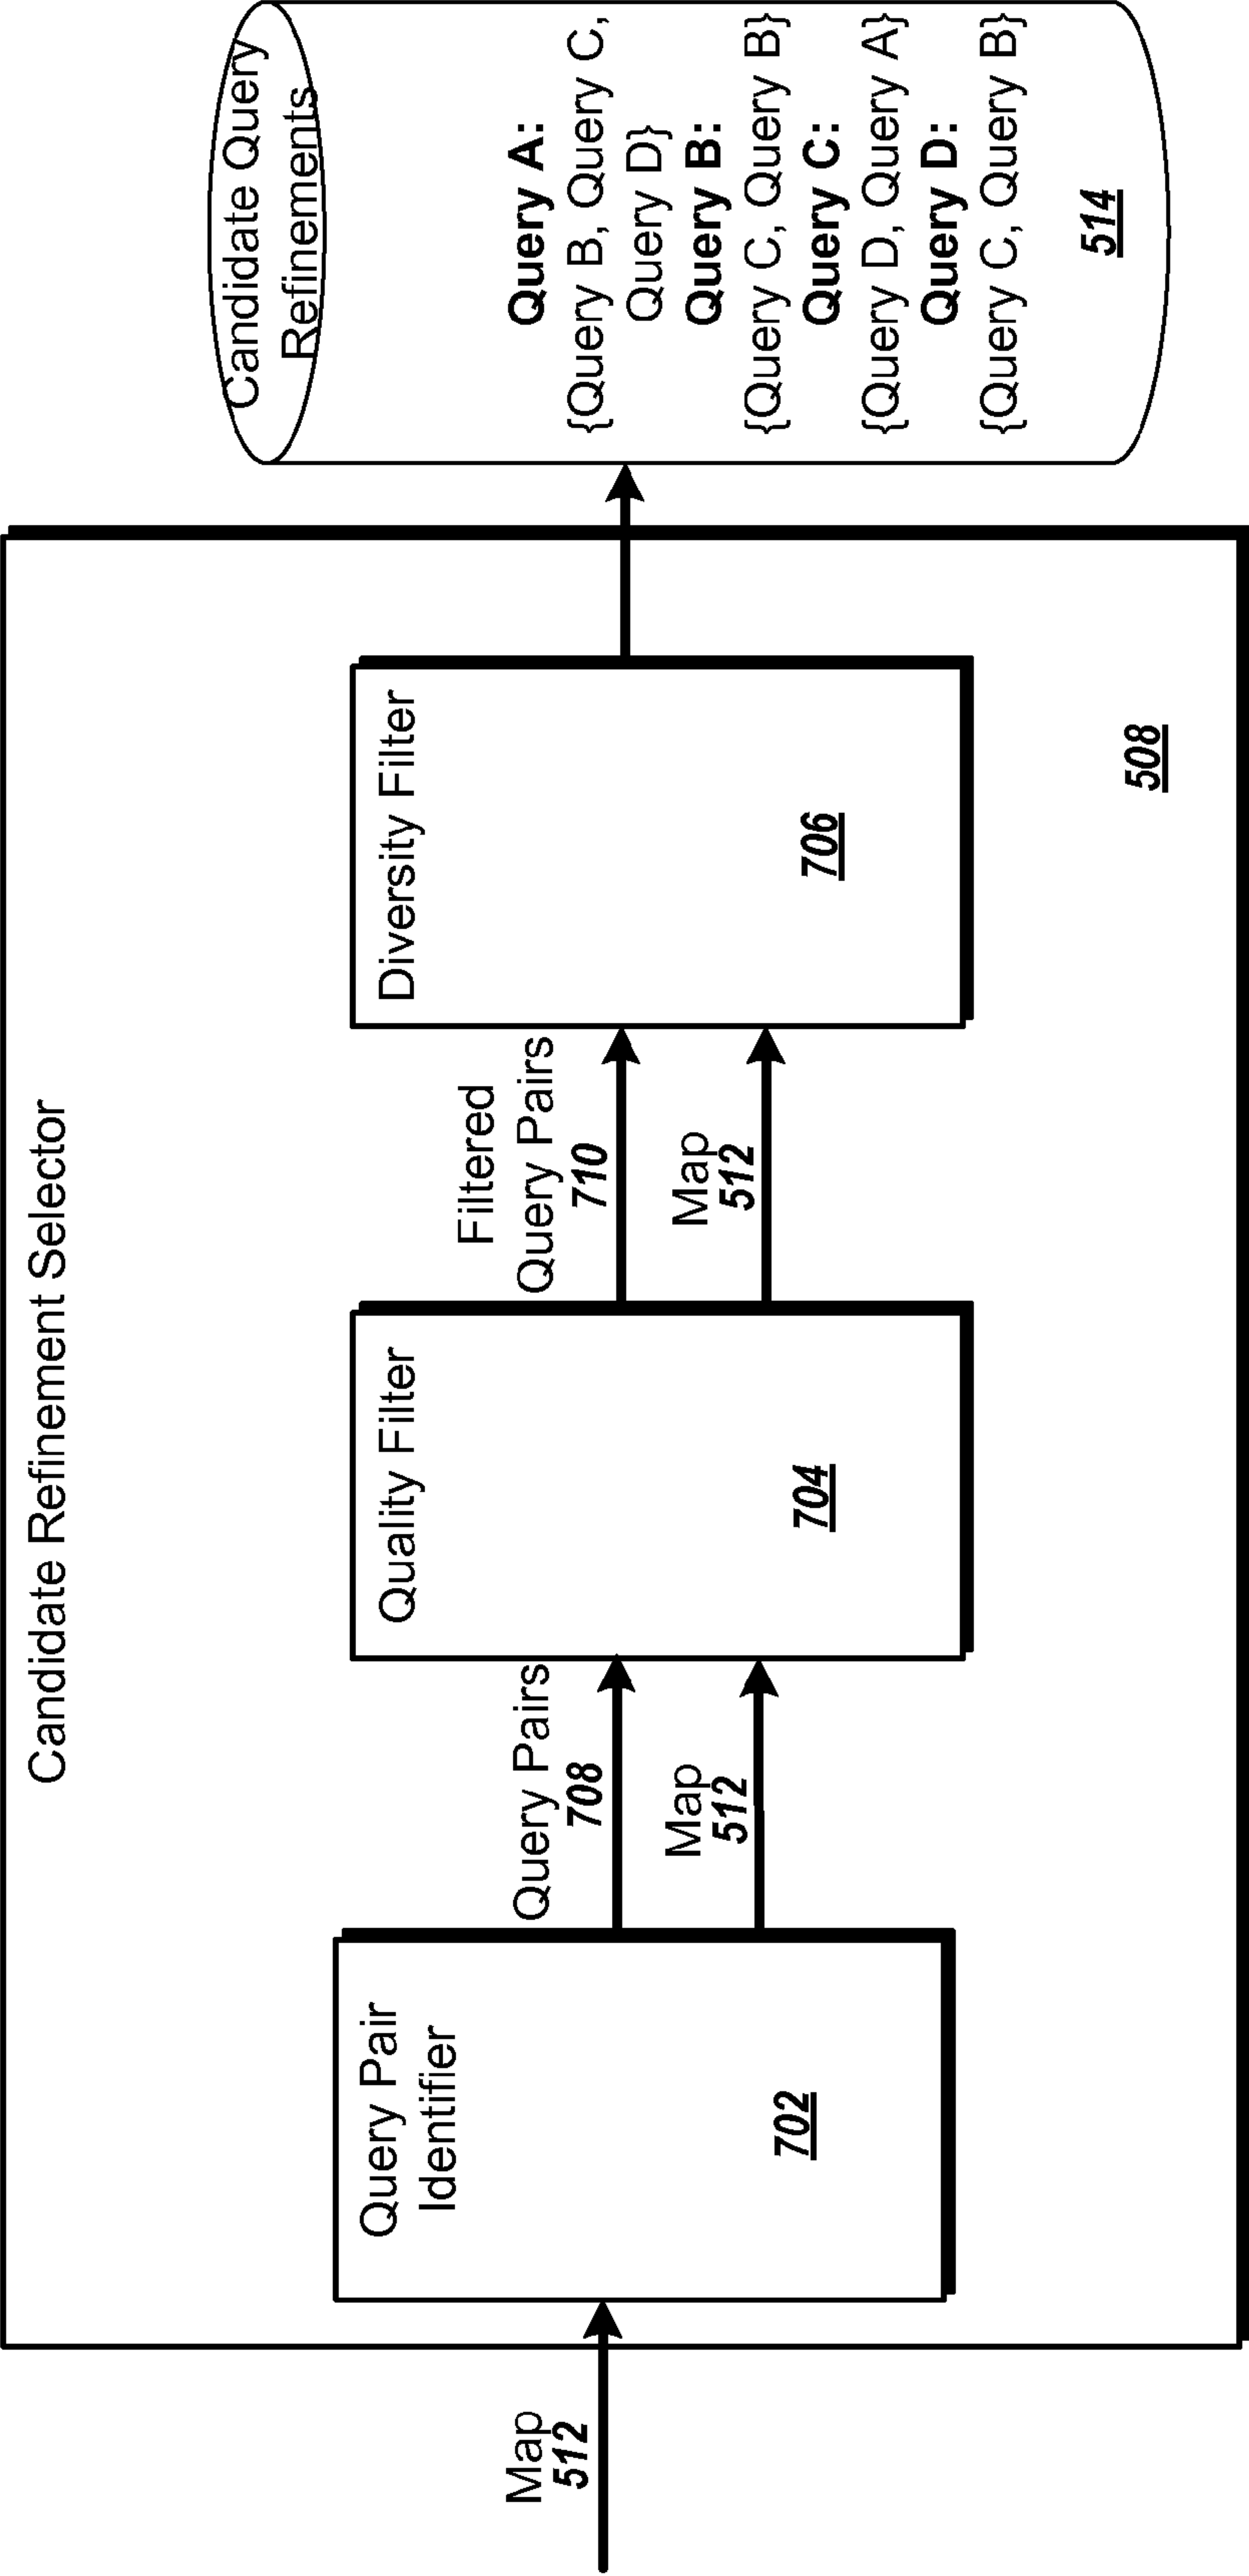 Candidate Refinement Selector
Map
512
Query Pair
Identifier
702
Query Pairs
708
Map
512
Quality Filter
704
Filtered
Query Pairs
710
Map
512
Diversity Filter
706
508
Candidate Query
Refinements
Query A:
{Query B, Query C,
Query D}
Query B:
{Query C, Query B}
Query C:
{Query D, Query A}
Query D:
{Query C, Query B}
514